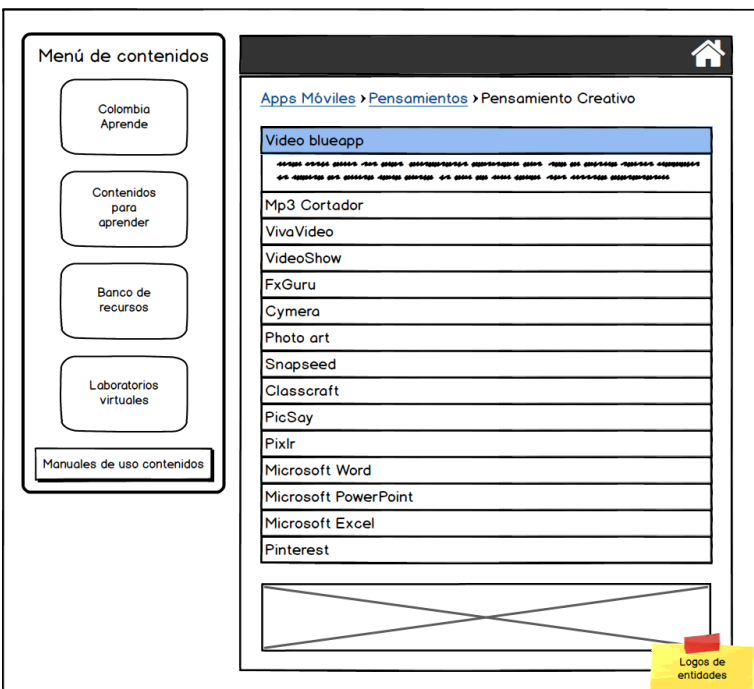 Menú de contenidos
Colombia
Aprende
Contenidos
para
aprender
Banco de
recursos
Laboratorios
virtuales
Manuales de uso contenidos
Apps Móviles › Pensamientos › Pensamiento Creativo
Video blueapp
Mp3 Cortador
VivaVideo
VideoShow
FxGuru
Cymera
Photo art
Snapseed
Classcraft
PicSay
Pixlr
Microsoft Word
Microsoft PowerPoint
Microsoft Excel
Pinterest
Logos de
entidades